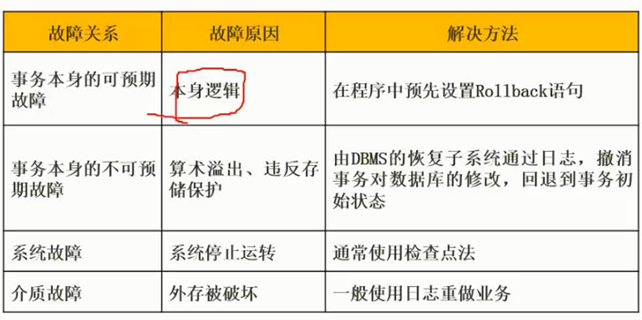 故障关系 故障原因 解决方法
事务本身的可预期 本身逻辑 在程序中预先设置Rollback语句
故障
事务本身的不可预 算术溢出、违反存 由DBMS的恢复子系统通过日志，撤消
期故障 储保护 事务对数据库的修改，回退到事务初
始状态
系统故障 系统停止运转 通常使用检查点法
介质故障 外存被破坏 一般使用日志重做业务